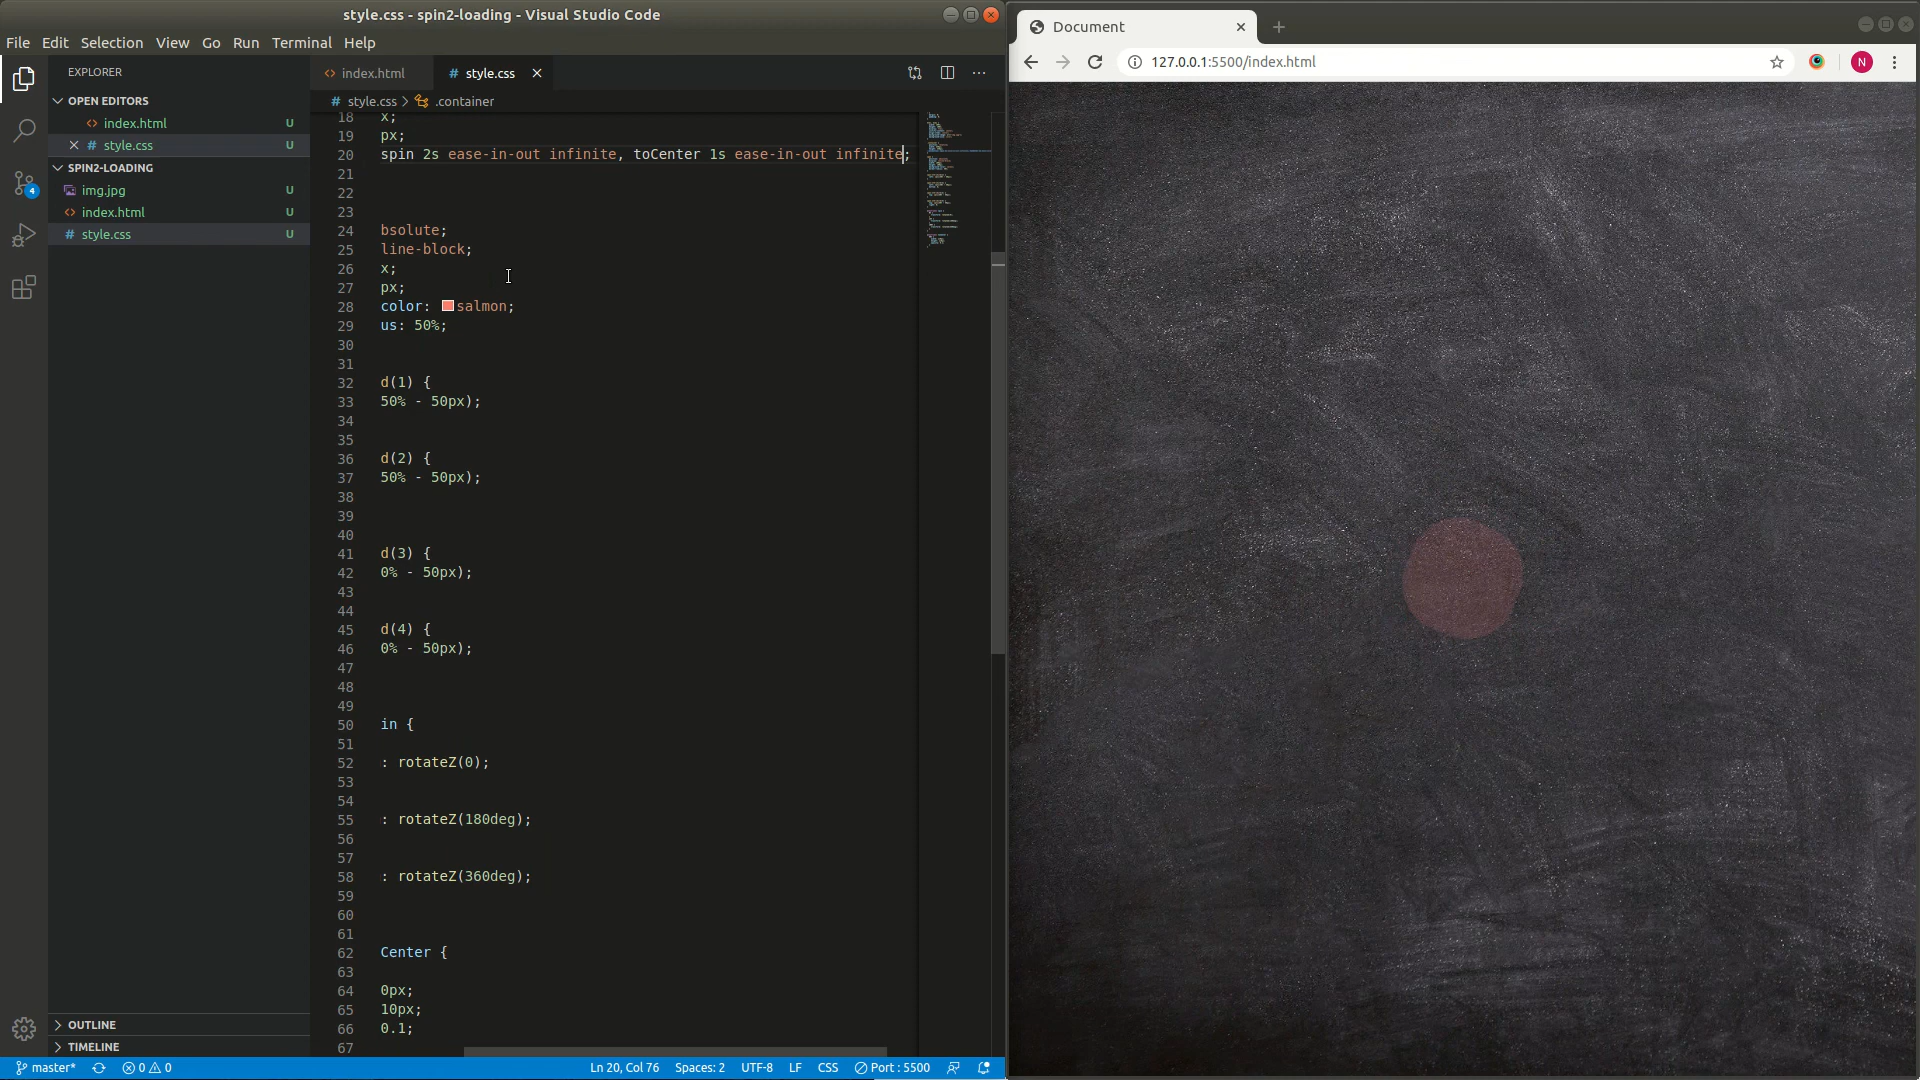 style.css - spin2-loading - Visual Studio Code
File Edit Selection View Go Run Terminal Help
EXPLORER
OPEN EDITORS
index.html U
style.css U
SPIN2-LOADING
img.jpg U
index.html U
style.css U
4
OUTLINE
TIMELINE
index.html
style.css
style.css > .container
18 x;
19 px;
20 spin 2s ease-in-out infinite, toCenter 1s ease-in-out infinite;
21
22
23
24 bsolute;
25 line-block;
26 x;
27 px;
28 color: salmon;
29 us: 50%;
30
31
32 d(1) {
33 50% - 50px);
34
35
36 d(2) {
37 50% - 50px);
38
39
40
41 d(3) {
42 0% - 50px);
43
44
45 d(4) {
46 0% - 50px);
47
48
49
50 in {
51
52 : rotateZ(0);
53
54
55 : rotateZ(180deg);
56
57
58 : rotateZ(360deg);
59
60
61
62 Center {
63
64 0px;
65 10px;
66 0.1;
67
master* 0 0 Ln 20, Col 76 Spaces: 2 UTF-8 LF CSS Port : 5500
Document
127.0.0.1:5500/index.html
N